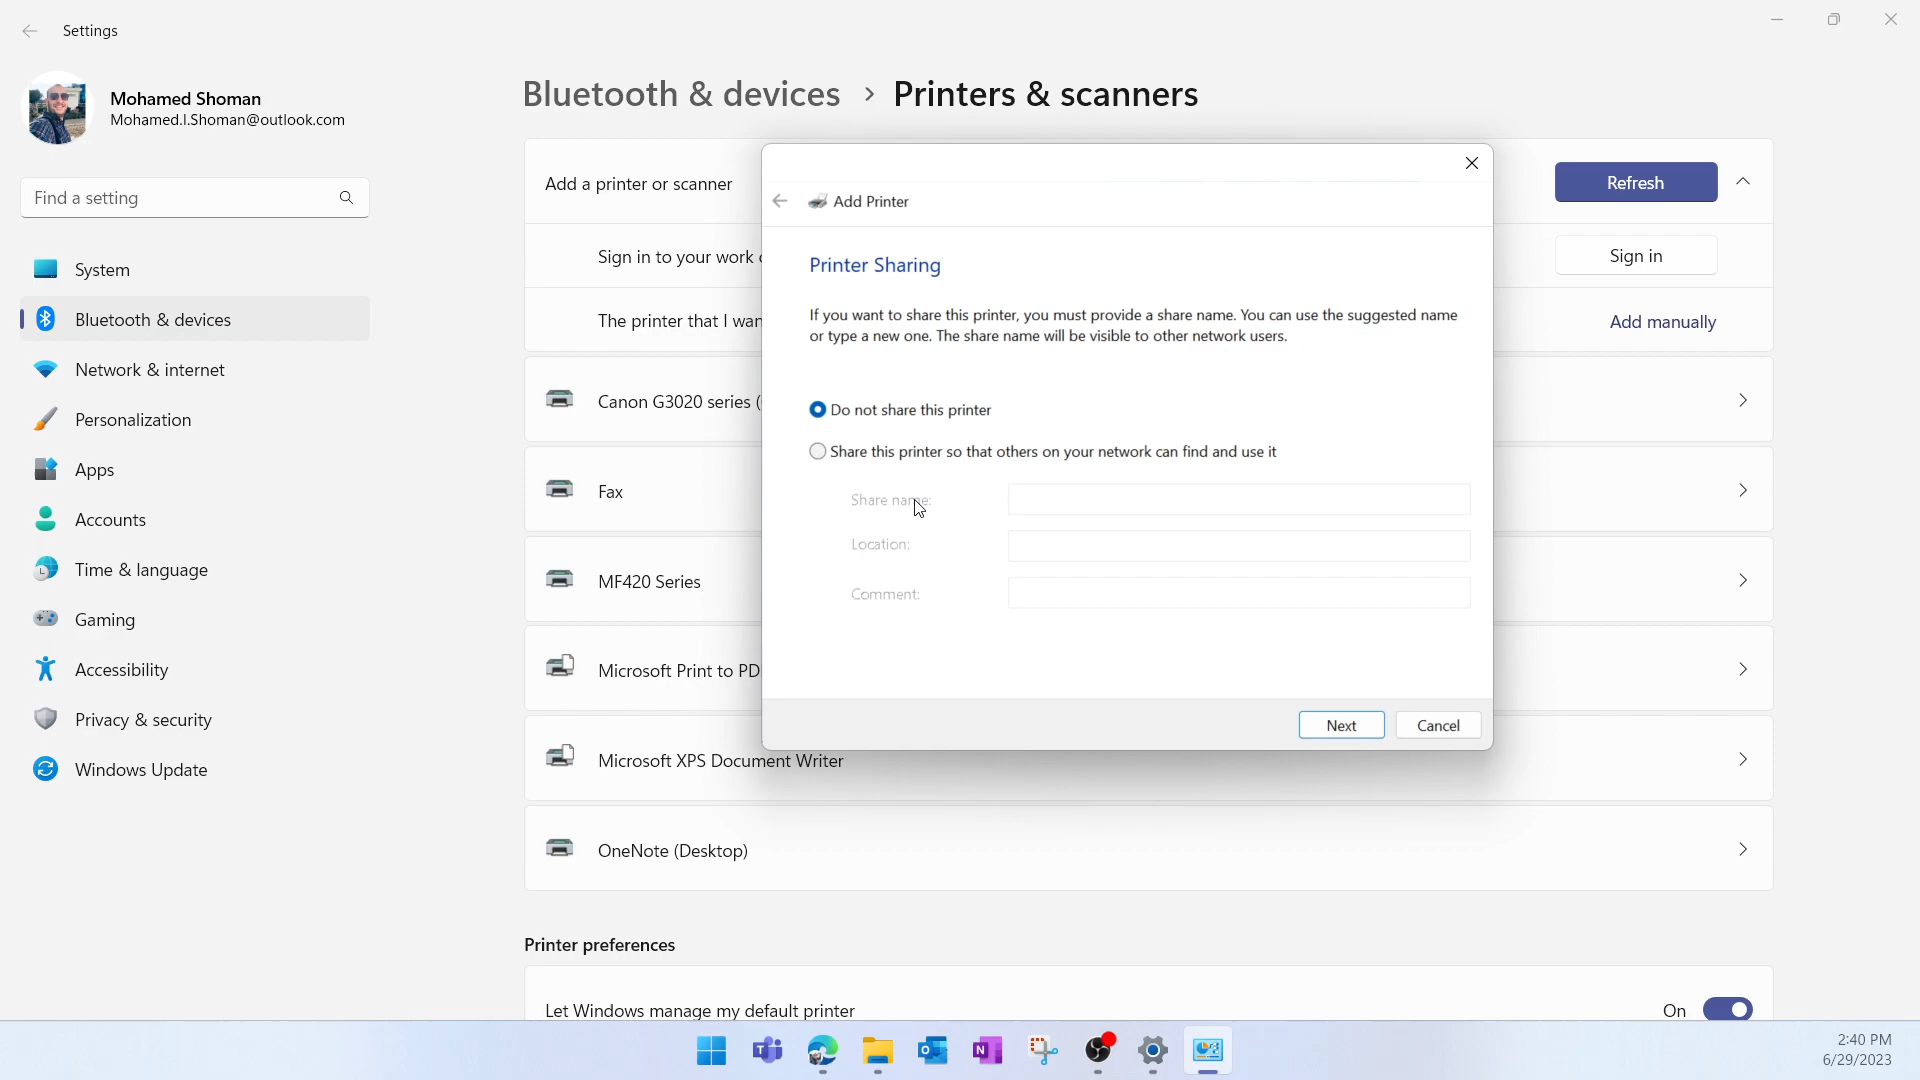 Settings
Mohamed Shoman
Mohamed.I.Shoman@outlook.com
Find a setting
System
Bluetooth & devices
Network & internet
Personalization
Apps
Accounts
Time & language
Gaming
Accessibility
Privacy & security
Windows Update
Bluetooth & devices > Printers & scanners
Add a printer or scanner
Refresh
Sign in to your work
Sign in
The printer that I wan
Add manually
Canon G3020 series (
Fax
MF420 Series
Microsoft Print to PD
Microsoft XPS Document Writer
OneNote (Desktop)
Printer preferences
Let Windows manage my default printer
On
Add Printer
Printer Sharing
If you want to share this printer, you must provide a share name. You can use the suggested name
or type a new one. The share name will be visible to other network users.
Do not share this printer
Share this printer so that others on your network can find and use it
Share name:
Location:
Comment:
Next
Cancel
2:40 PM
6/29/2023